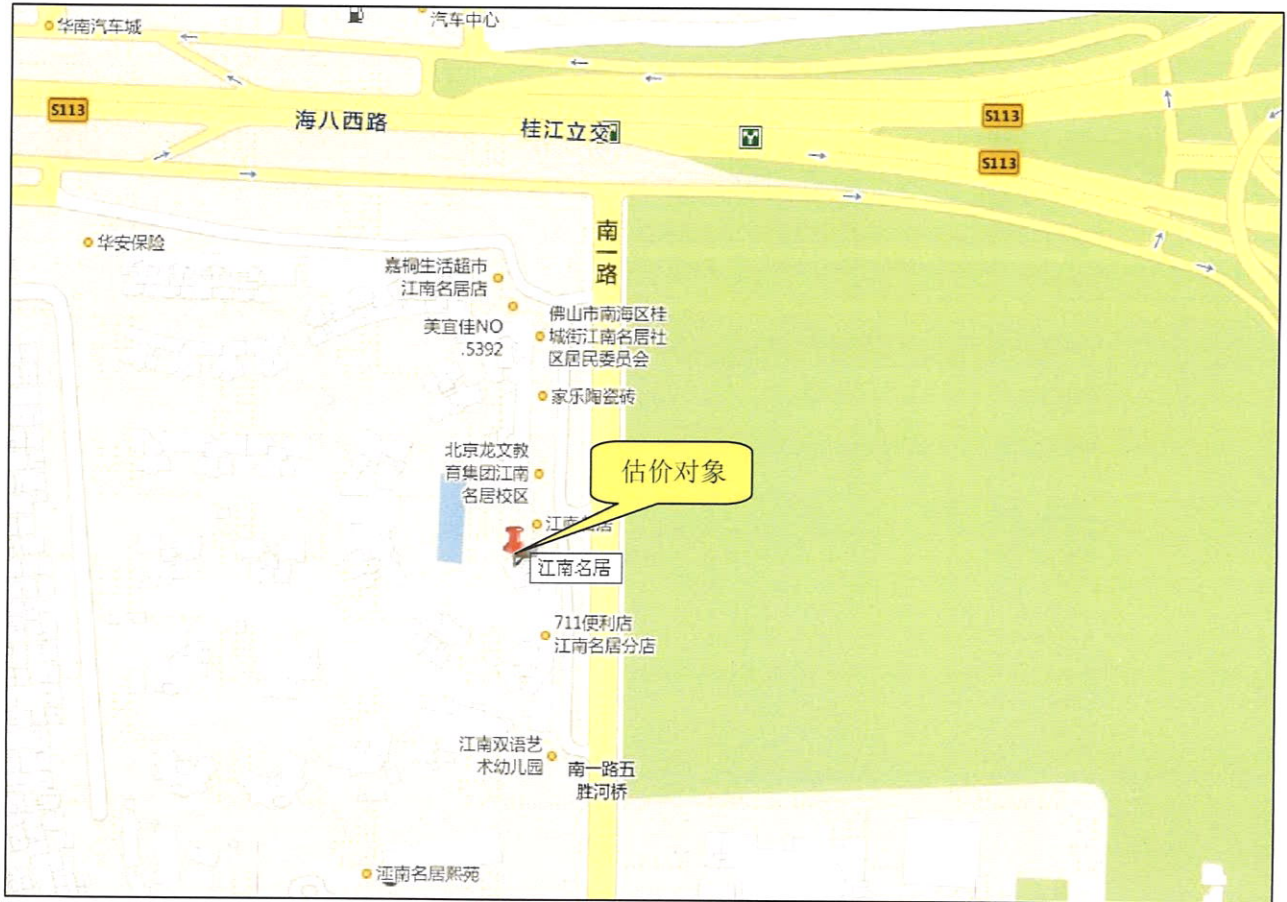 华南汽车城
汽车中心
S113
海八西路
桂江立交
S113
S113
华安保险
南一路
嘉桐生活超市
江南名居店
美宜佳NO
.5392
佛山市南海区桂
城街江南名居社
区居民委员会
家乐陶瓷砖
北京龙文教
育集团江南
名居校区
估价对象
江南名居
江南名居
711便利店
江南名居分店
江南双语艺
术幼儿园
南一路五
胜河桥
江南名居熙苑